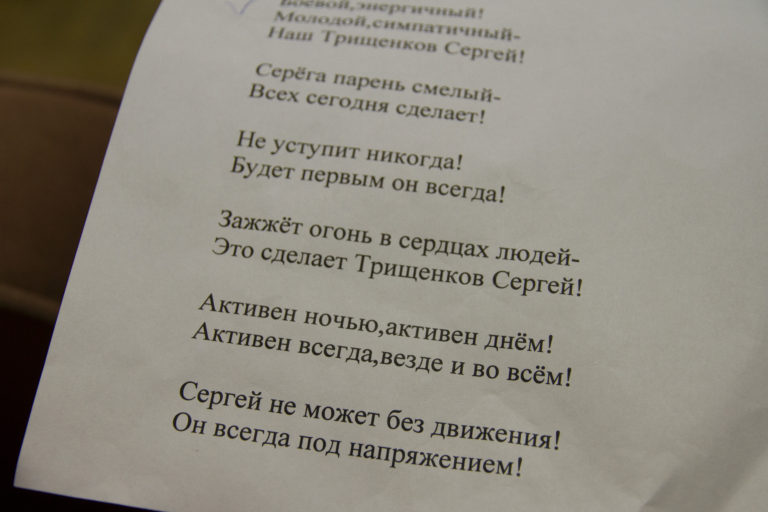 Боевой,энергичный!
Молодой,симпатичный-
Наш Трищенков Сергей!
Серёга парень смелый-
Всех сегодня сделает!
Не уступит никогда!
Будет первым он всегда!
Зажжёт огонь в сердцах людей-
Это сделает Трищенков Сергей!
Активен ночью,активен днём!
Активен всегда,везде и во всём!
Сергей не может без движения!
Он всегда под напряжением!